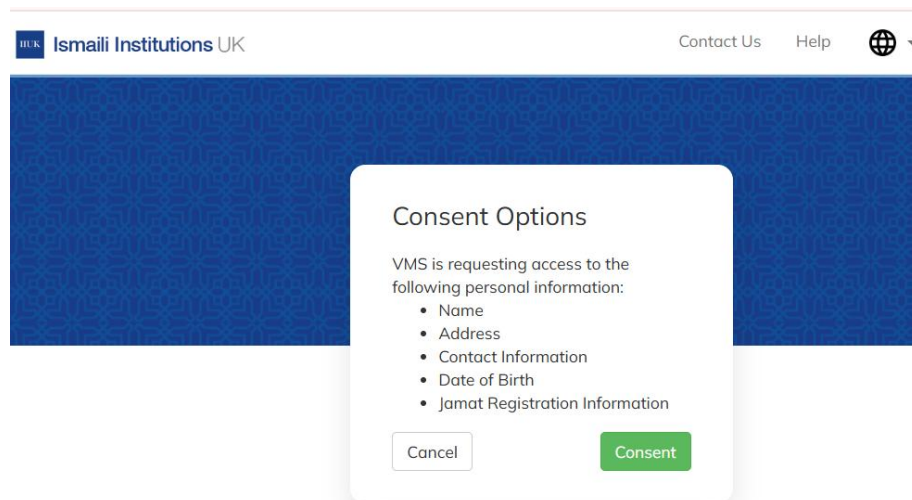 IIUK Ismaili Institutions UK Contact Us Help
Consent Options
VMS is requesting access to the
following personal information:
• Name
• Address
• Contact Information
• Date of Birth
• Jamat Registration Information
Cancel Consent